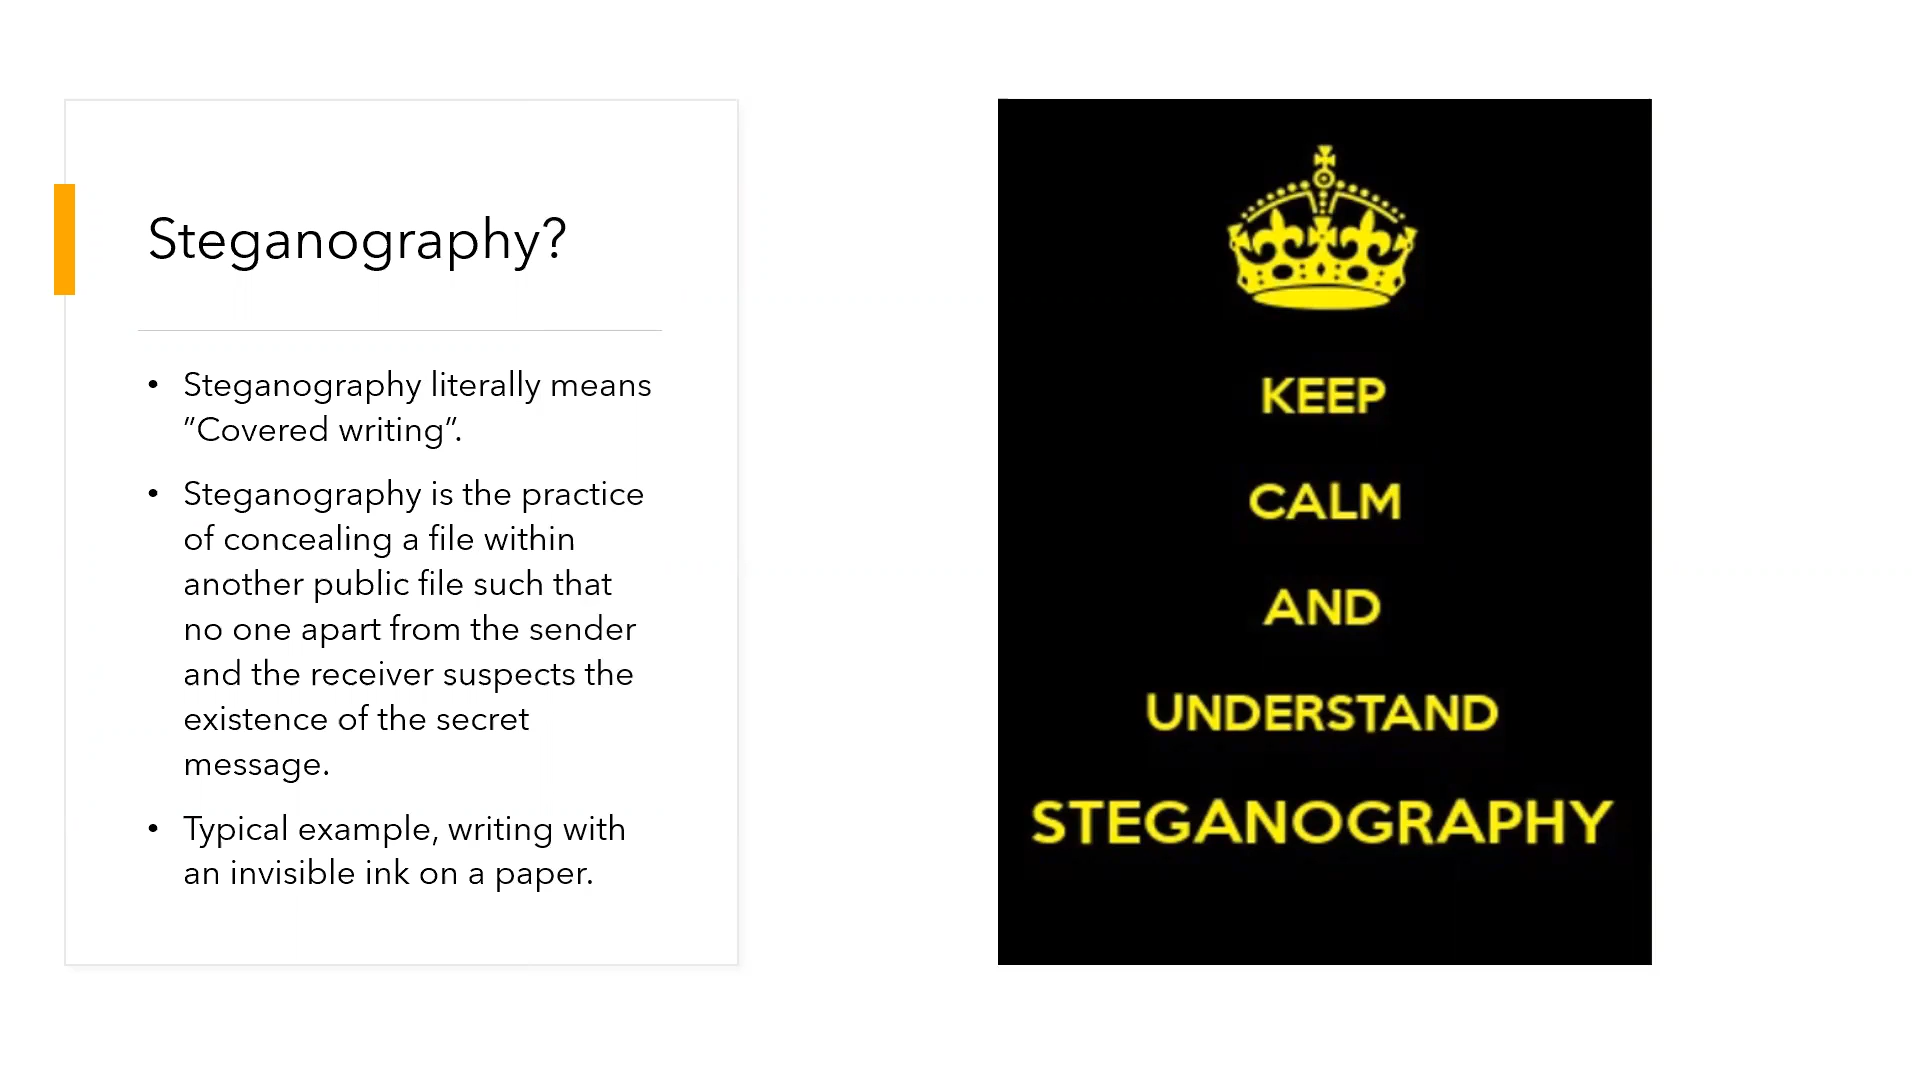 Steganography?
• Steganography literally means
”Covered writing”.
• Steganography is the practice
of concealing a file within
another public file such that
no one apart from the sender
and the receiver suspects the
existence of the secret
message.
• Typical example, writing with
an invisible ink on a paper.
KEEP
CALM
AND
UNDERSTAND
STEGANOGRAPHY